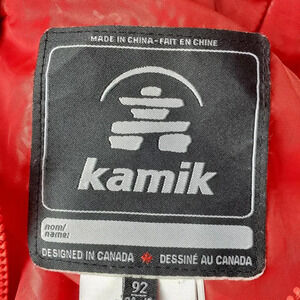 MADE IN CHINA - FAIT EN CHINE
kamik
nom/
name:
DESIGNED IN CANADA DESSINÉ AU CANADA
92